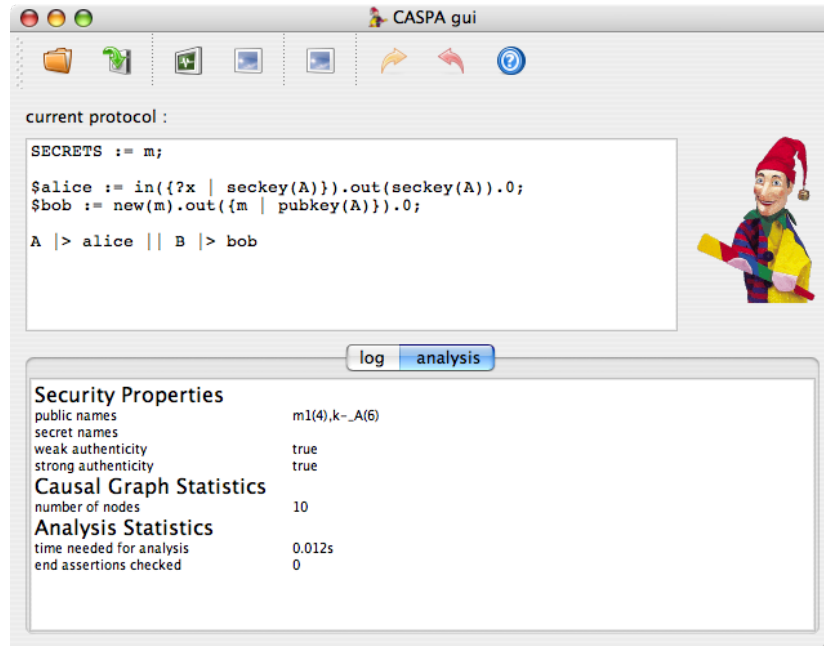 CASPA gui
current protocol :
SECRETS := m;
$alice := in({?x | seckey(A)}).out(seckey(A)).0;
$bob := new(m).out({m | pubkey(A)}).0;
A |> alice || B |> bob
log analysis
Security Properties
public names m1(4),k-_A(6)
secret names
weak authenticity true
strong authenticity true
Causal Graph Statistics
number of nodes 10
Analysis Statistics
time needed for analysis 0.012s
end assertions checked 0